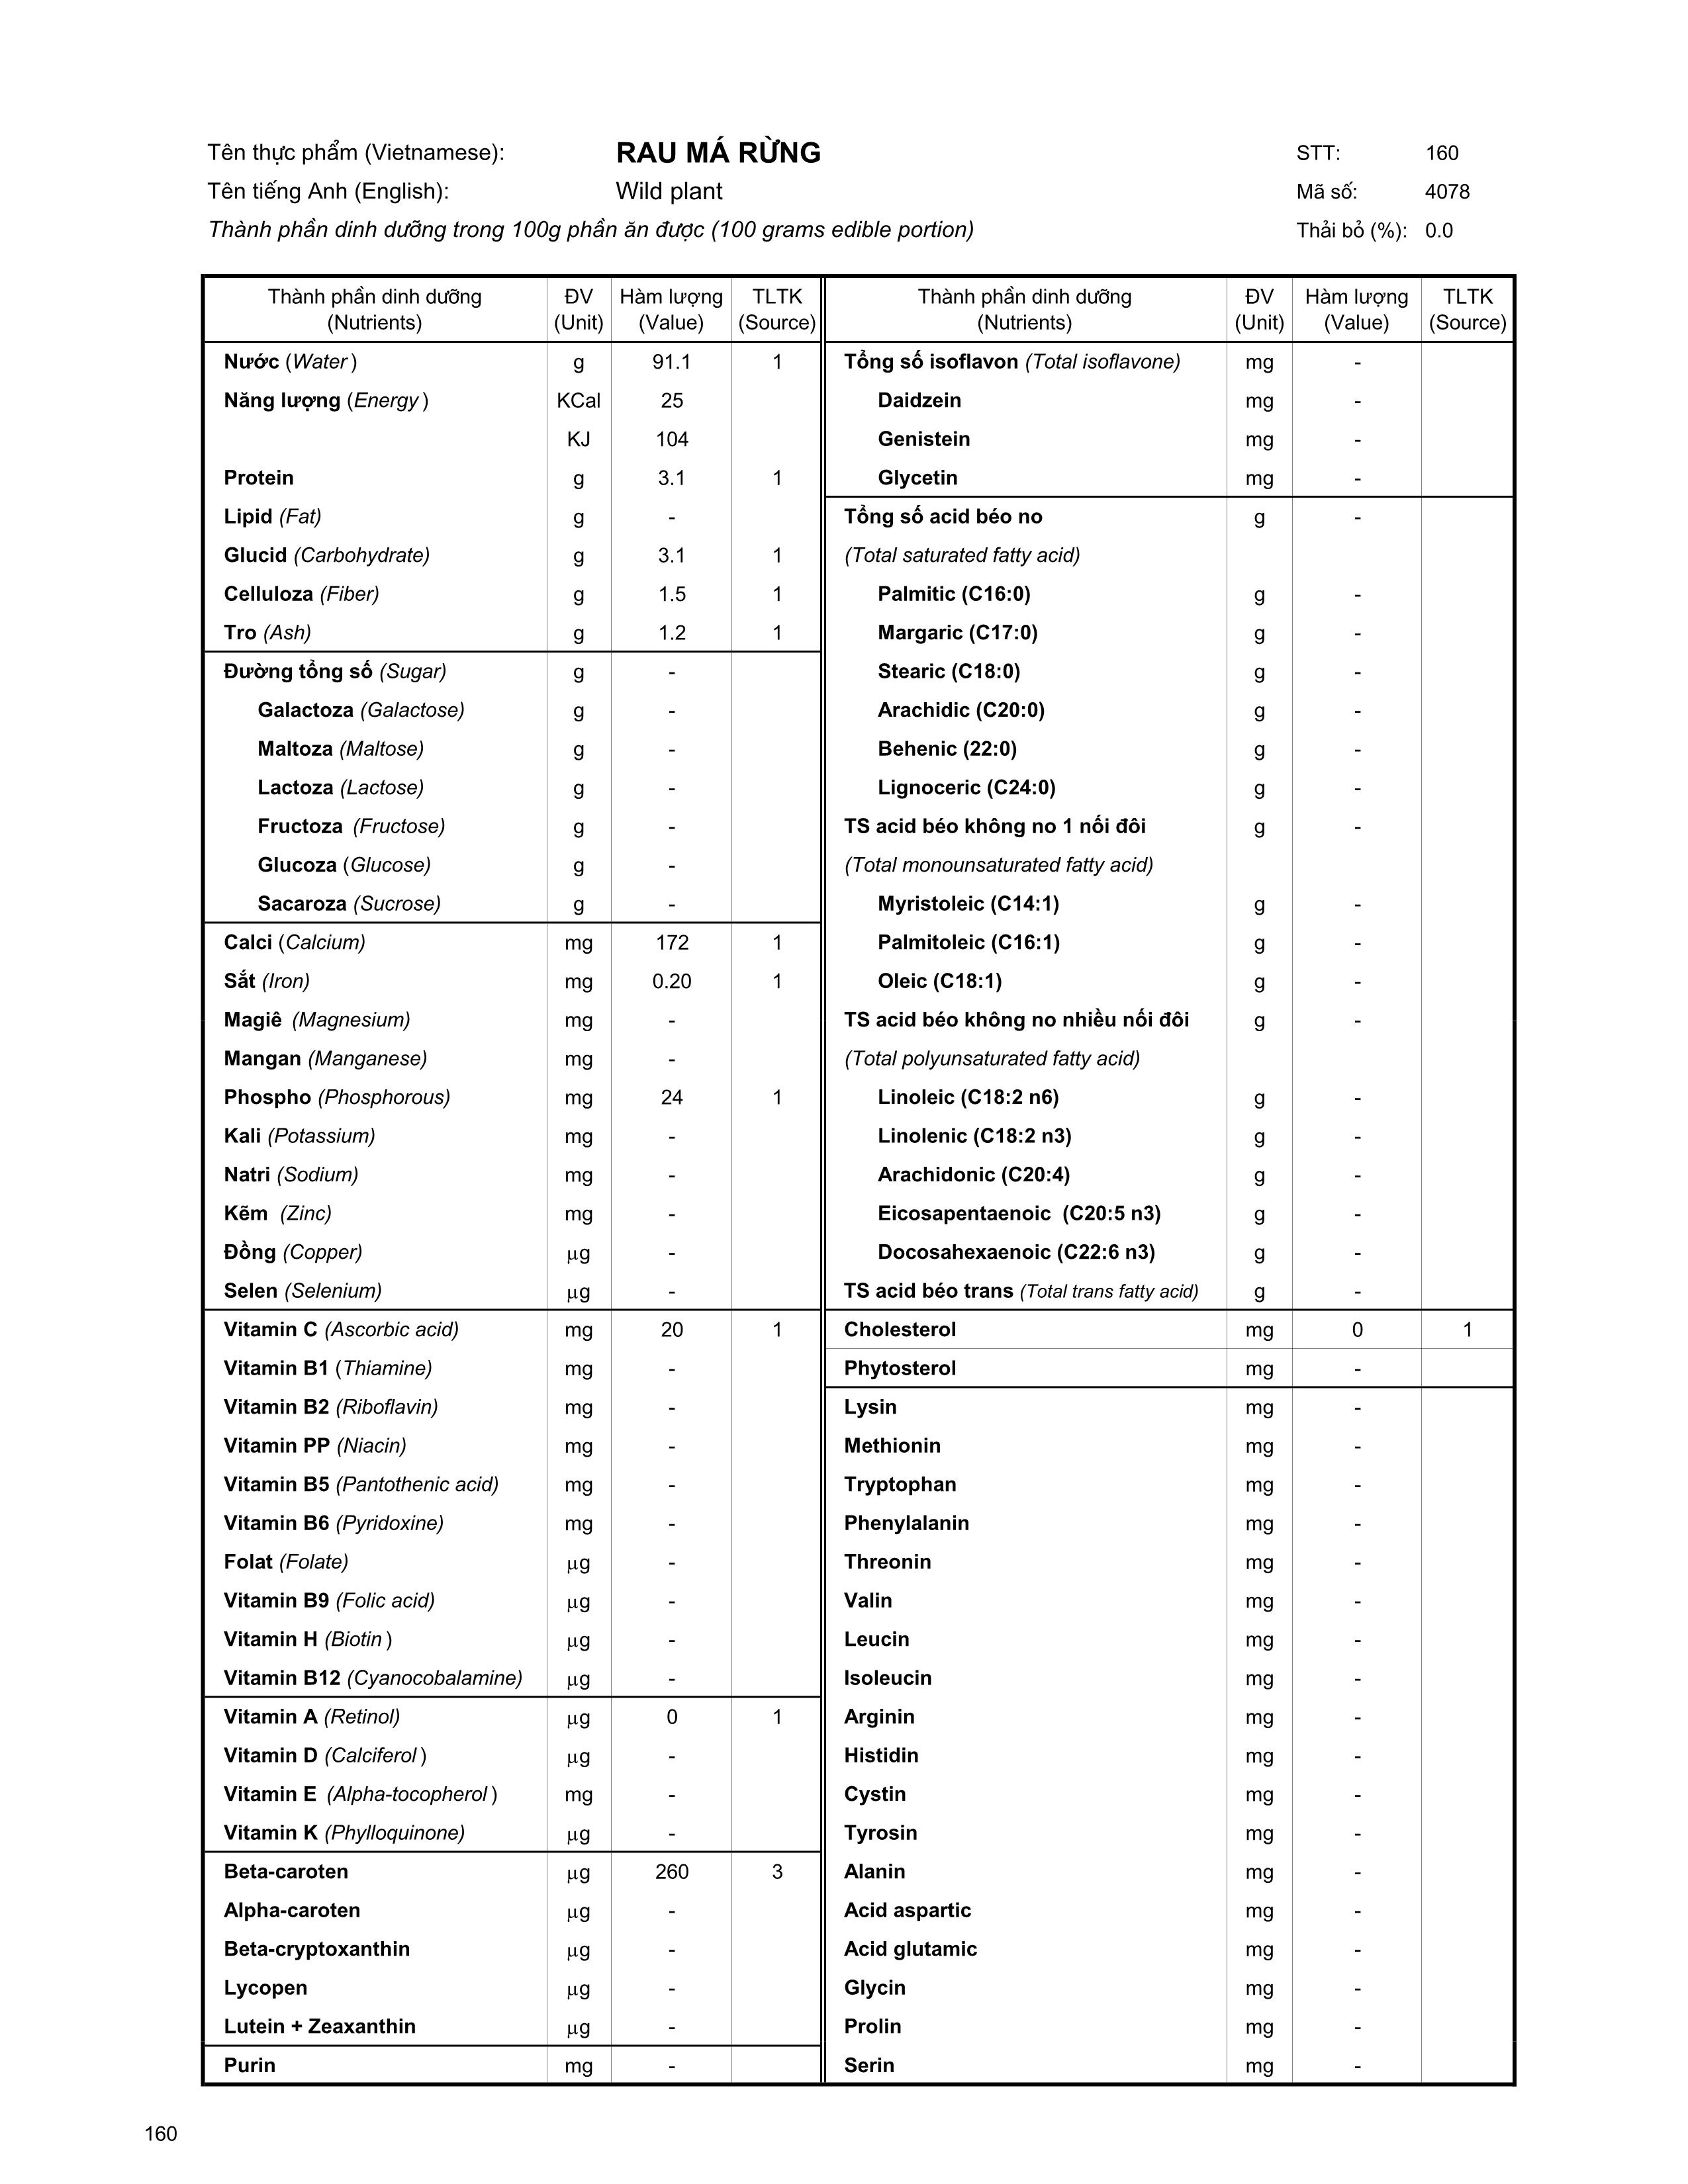 Tên thực phẩm (Vietnamese): RAU MÁ RỪNG STT: 160
Tên tiếng Anh (English): Wild plant Mã số: 4078
Thành phần dinh dưỡng trong 100g phần ăn được (100 grams edible portion) Thải bỏ (%): 0.0
Thành phần dinh dưỡng ĐV Hàm lượng TLTK Thành phần dinh dưỡng ĐV Hàm lượng TLTK
(Nutrients) (Unit) (Value) (Source) (Nutrients) (Unit) (Value) (Source)
Nước (Water) g 91.1 1 Tổng số isoflavon (Total isoflavone) mg -
Năng lượng (Energy) KCal 25 Daidzein mg -
KJ 104 Genistein mg -
Protein g 3.1 1 Glycetin mg -
Lipid (Fat) g - Tổng số acid béo no g -
Glucid (Carbohydrate) g 3.1 1 (Total saturated fatty acid)
Celluloza (Fiber) g 1.5 1 Palmitic (C16:0) g -
Tro (Ash) g 1.2 1 Margaric (C17:0) g -
Đường tổng số (Sugar) g - Stearic (C18:0) g -
Galactoza (Galactose) g - Arachidic (C20:0) g -
Maltoza (Maltose) g - Behenic (22:0) g -
Lactoza (Lactose) g - Lignoceric (C24:0) g -
Fructoza (Fructose) g - TS acid béo không no 1 nối đôi g -
Glucoza (Glucose) g - (Total monounsaturated fatty acid)
Sacaroza (Sucrose) g - Myristoleic (C14:1) g -
Calci (Calcium) mg 172 1 Palmitoleic (C16:1) g -
Sắt (Iron) mg 0.20 1 Oleic (C18:1) g -
Magiê (Magnesium) mg - TS acid béo không no nhiều nối đôi g -
Mangan (Manganese) mg - (Total polyunsaturated fatty acid)
Phospho (Phosphorous) mg 24 1 Linoleic (C18:2 n6) g -
Kali (Potassium) mg - Linolenic (C18:2 n3) g -
Natri (Sodium) mg - Arachidonic (C20:4) g -
Kẽm (Zinc) mg - Eicosapentaenoic (C20:5 n3) g -
Đồng (Copper) µg - Docosahexaenoic (C22:6 n3) g -
Selen (Selenium) µg - TS acid béo trans (Total trans fatty acid) g -
Vitamin C (Ascorbic acid) mg 20 1 Cholesterol mg 0 1
Vitamin B1 (Thiamine) mg - Phytosterol mg -
Vitamin B2 (Riboflavin) mg - Lysin mg -
Vitamin PP (Niacin) mg - Methionin mg -
Vitamin B5 (Pantothenic acid) mg - Tryptophan mg -
Vitamin B6 (Pyridoxine) mg - Phenylalanin mg -
Folat (Folate) µg - Threonin mg -
Vitamin B9 (Folic acid) µg - Valin mg -
Vitamin H (Biotin) µg - Leucin mg -
Vitamin B12 (Cyanocobalamine) µg - Isoleucin mg -
Vitamin A (Retinol) µg 0 1 Arginin mg -
Vitamin D (Calciferol) µg - Histidin mg -
Vitamin E (Alpha-tocopherol) mg - Cystin mg -
Vitamin K (Phylloquinone) µg - Tyrosin mg -
Beta-caroten µg 260 3 Alanin mg -
Alpha-caroten µg - Acid aspartic mg -
Beta-cryptoxanthin µg - Acid glutamic mg -
Lycopen µg - Glycin mg -
Lutein + Zeaxanthin µg - Prolin mg -
Purin mg - Serin mg -
160